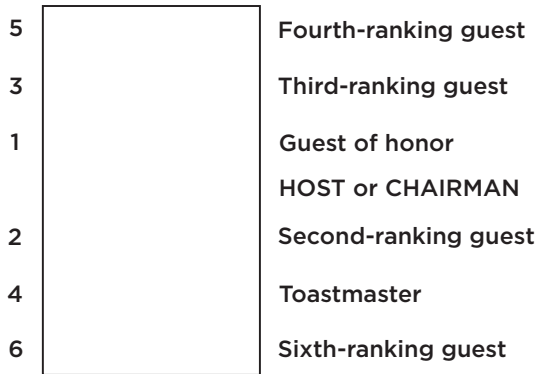 5 Fourth-ranking guest
3 Third-ranking guest
1 Guest of honor
HOST or CHAIRMAN
2 Second-ranking guest
4 Toastmaster
6 Sixth-ranking guest